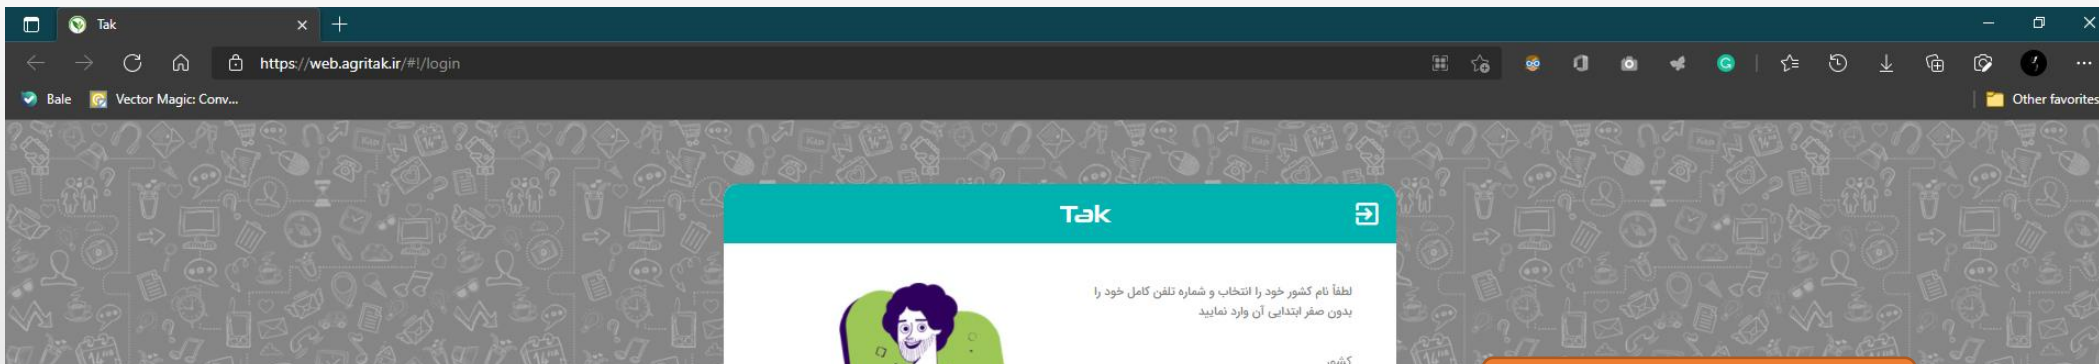 Tak
https://web.agritak.ir/#!/login
Bale
Vector Magic: Conv...
Other favorites
Tak
لطفاً نام کشور خود را انتخاب و شماره تلفن کامل خود را
بدون صفر ابتدایی آن وارد نمایید
کشور